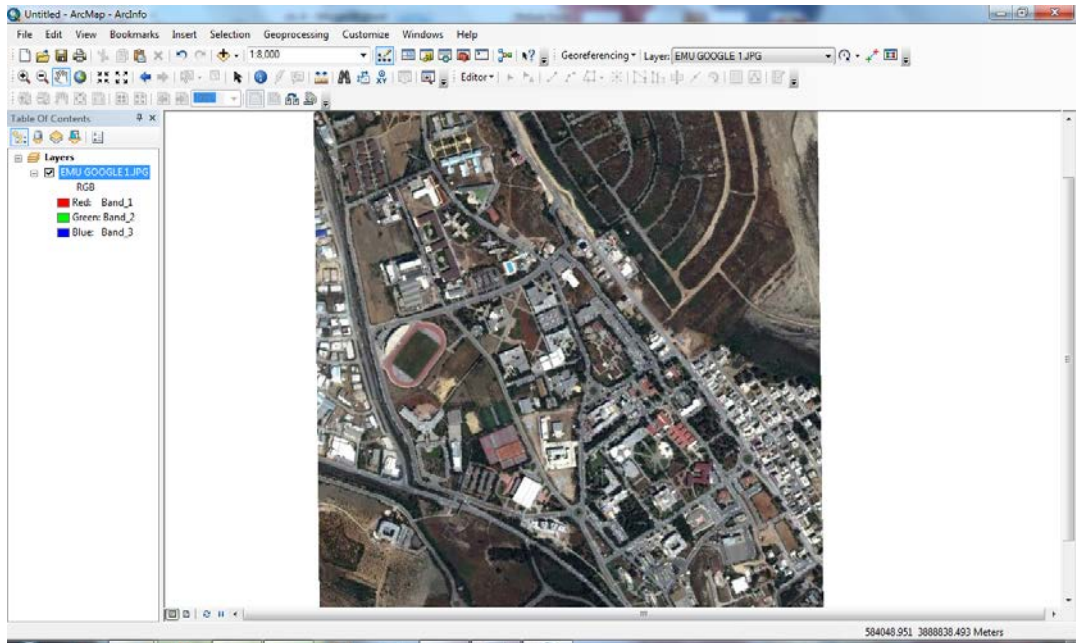 Untitled - ArcMap - ArcInfo
File Edit View Bookmarks Insert Selection Geoprocessing Customize Windows Help
1:8,000
Georeferencing Layer: EMU GOOGLE 1.JPG
Editor
Table Of Contents
Layers
EMU GOOGLE 1.JPG
RGB
Red: Band_1
Green: Band_2
Blue: Band_3
584048.951 3888838.493 Meters